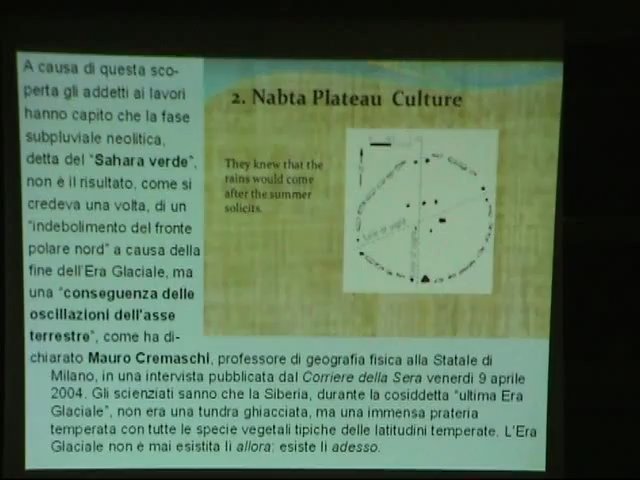 A causa di questa sco-
perta gli addetti ai lavori
hanno capito che la fase
subpluviale neolitica,
detta del "Sahara verde",
non è il risultato, come si
credeva una volta, di un
"indebolimento del fronte
polare nord" a causa della
fine dell'Era Glaciale, ma
una "conseguenza delle
oscillazioni dell'asse
terrestre", come ha di-
chiarato Mauro Cremaschi, professore di geografia fisica alla Statale di
Milano, in una intervista pubblicata dal Corriere della Sera venerdì 9 aprile
2004. Gli scienziati sanno che la Siberia, durante la cosiddetta "ultima Era
Glaciale", non era una tundra ghiacciata, ma una immensa prateria
temperata con tutte le specie vegetali tipiche delle latitudini temperate. L'Era
Glaciale non è mai esistita lì allora: esiste lì adesso.
2. Nabta Plateau Culture
They knew that the
rains would come
after the summer
solicits.
Line of sight